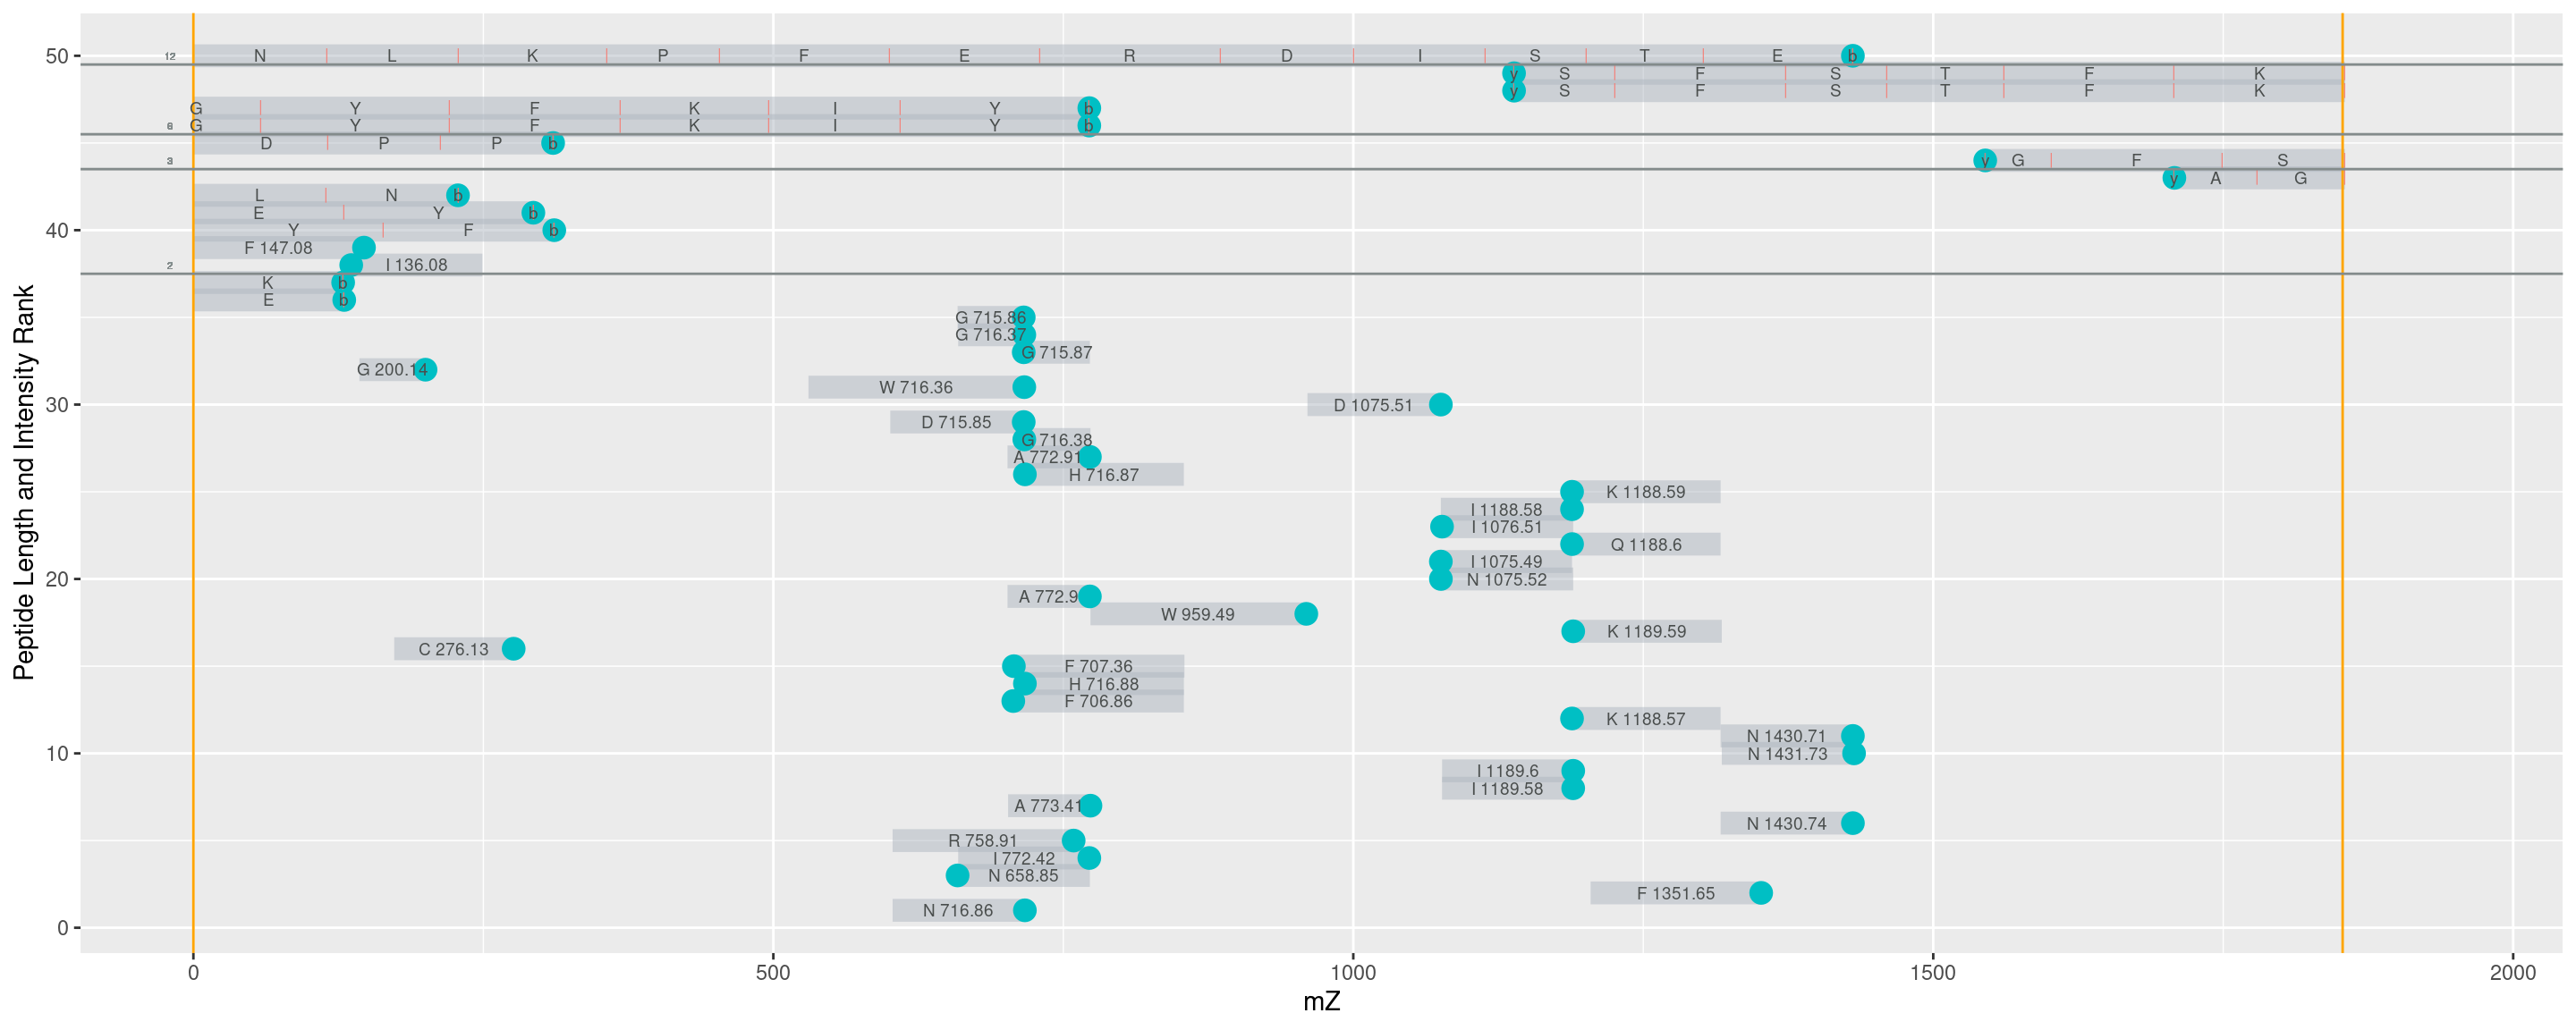 50 12 N L K P F E R D I S T E b
y S F S T F K
y S F S T F K
G Y F K I Y b
G Y F K I Y b
D P P b
3 y G F S
y A G
L N b
E Y b
40 Y F b
F 147.08
2 I 136.08
K b
E b
G 715.86
G 716.37
G 715.87
G 200.14
W 716.36
30 D 1075.51
D 715.85
G 716.38
A 772.91
H 716.87
K 1188.59
I 1188.58
I 1076.51
Q 1188.6
I 1075.49
20 N 1075.52
A 772.9
W 959.49
K 1189.59
C 276.13
F 707.36
H 716.88
F 706.86
K 1188.57
N 1430.71
10 N 1431.73
I 1189.6
I 1189.58
A 773.41
N 1430.74
R 758.91
I 772.42
N 658.85
F 1351.65
N 716.86
0
0 500 1000 1500 2000
mZ
Peptide Length and Intensity Rank